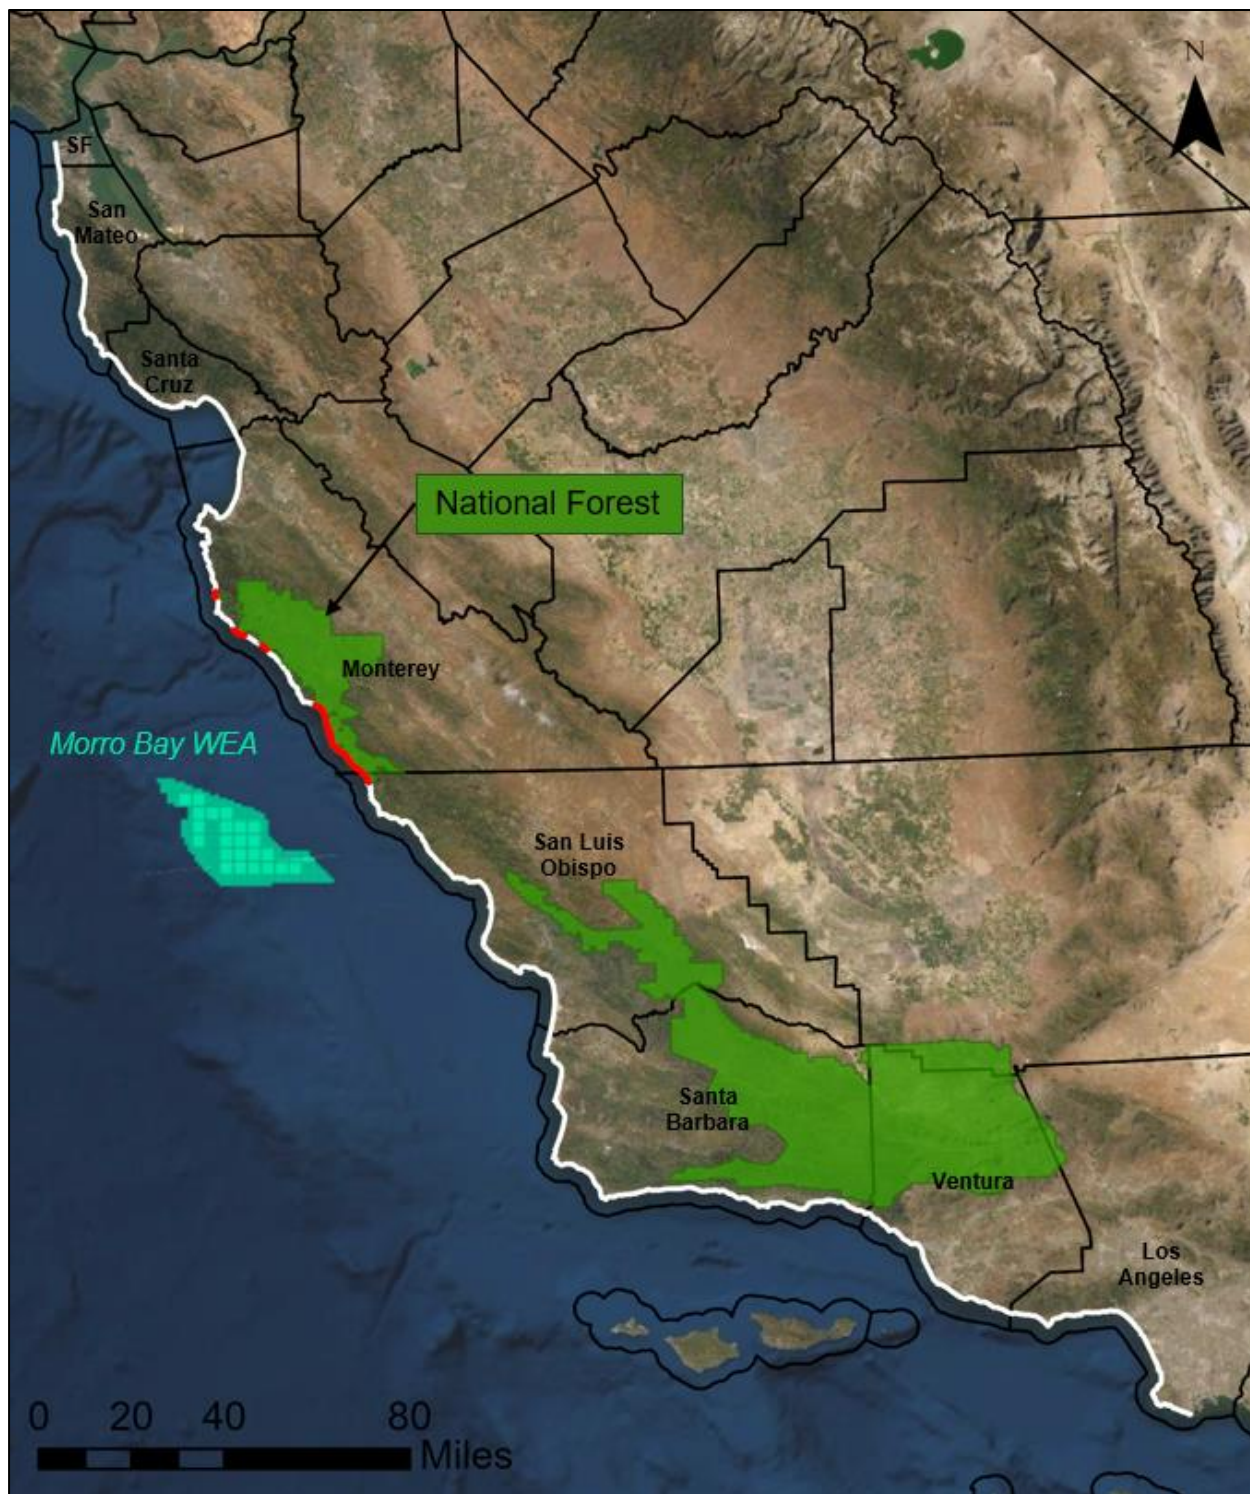 N
SF
San
Mateo
Santa
Cruz
National Forest
Monterey
Morro Bay WEA
San Luis
Obispo
Santa
Barbara
Ventura
Los
Angeles
0 20 40 80
Miles